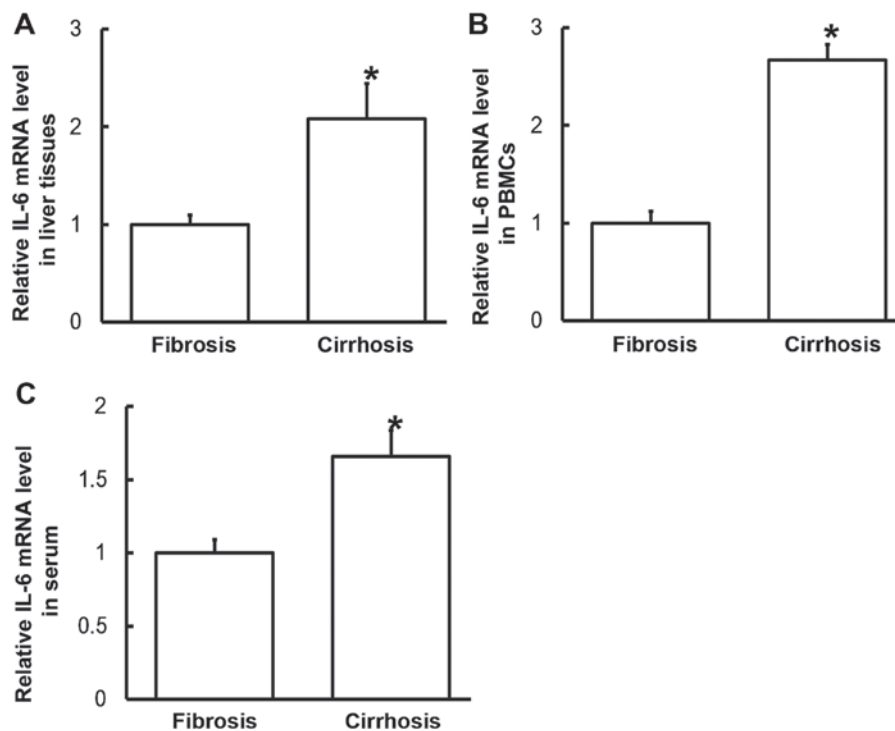 A
Relative IL-6 mRNA level
in liver tissues
3
2
1
0
*
Fibrosis
Cirrhosis
B
Relative IL-6 mRNA level
in PBMCs
3
2
1
0
*
Fibrosis
Cirrhosis
C
Relative IL-6 mRNA level
in serum
2
1.5
1
0.5
0
*
Fibrosis
Cirrhosis